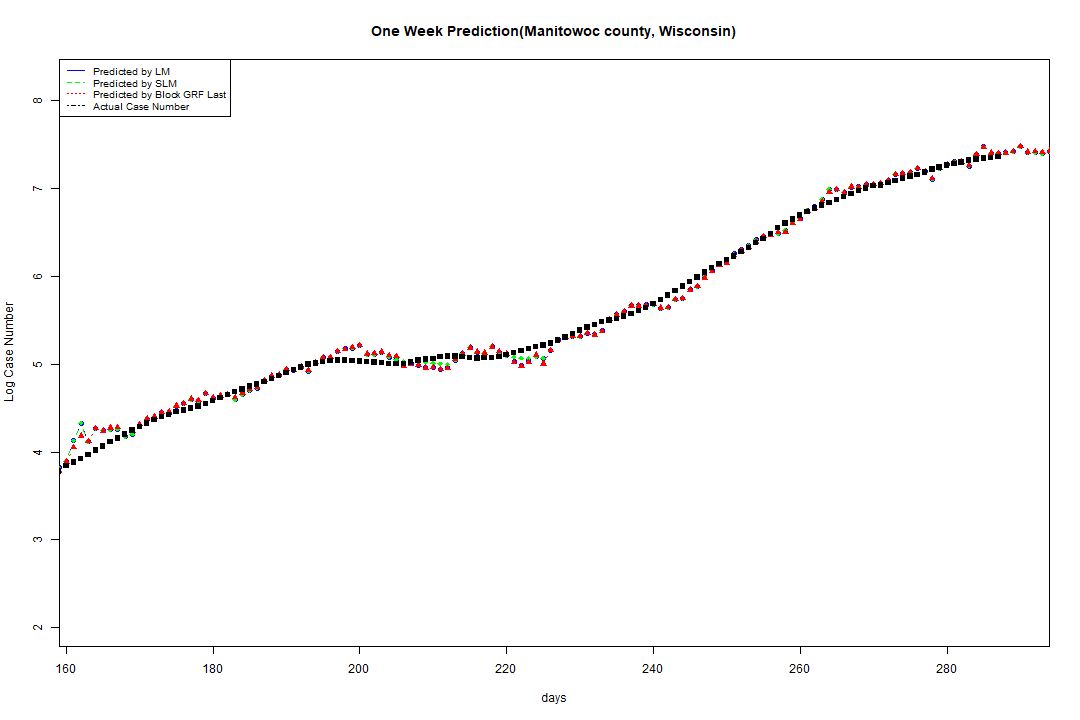 One Week Prediction(Manitowoc county, Wisconsin)
Predicted by LM
Predicted by SLM
Predicted by Block GRF Last
Actual Case Number
8
7
6
5
4
3
2
Log Case Number
160 180 200 220 240 260 280
days